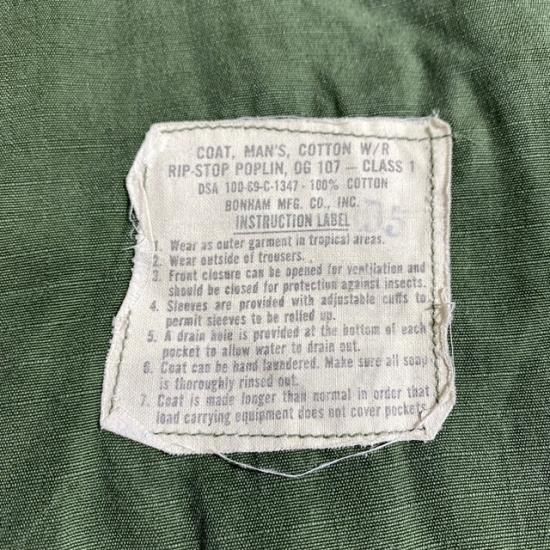 COAT, MAN'S, COTTON W/R
RIP-STOP POPLIN, OG 107 — CLASS 1
DSA 100-69-C-1347 - 100% COTTON
BONHAM MFG. CO., INC.
INSTRUCTION LABEL
1. Wear as outer garment in tropical areas.
2. Wear outside of trousers.
3. Front closure can be opened for ventilation and
should be closed for protection against insects.
4. Sleeves are provided with adjustable cuffs to
permit sleeves to be rolled up.
5. A drain hole is provided at the bottom of each
pocket to allow water to drain out.
6. Coat can be hand laundered. Make sure all soap
is thoroughly rinsed out.
7. Coat is made longer than normal in order that
load carrying equipment does not cover pockets